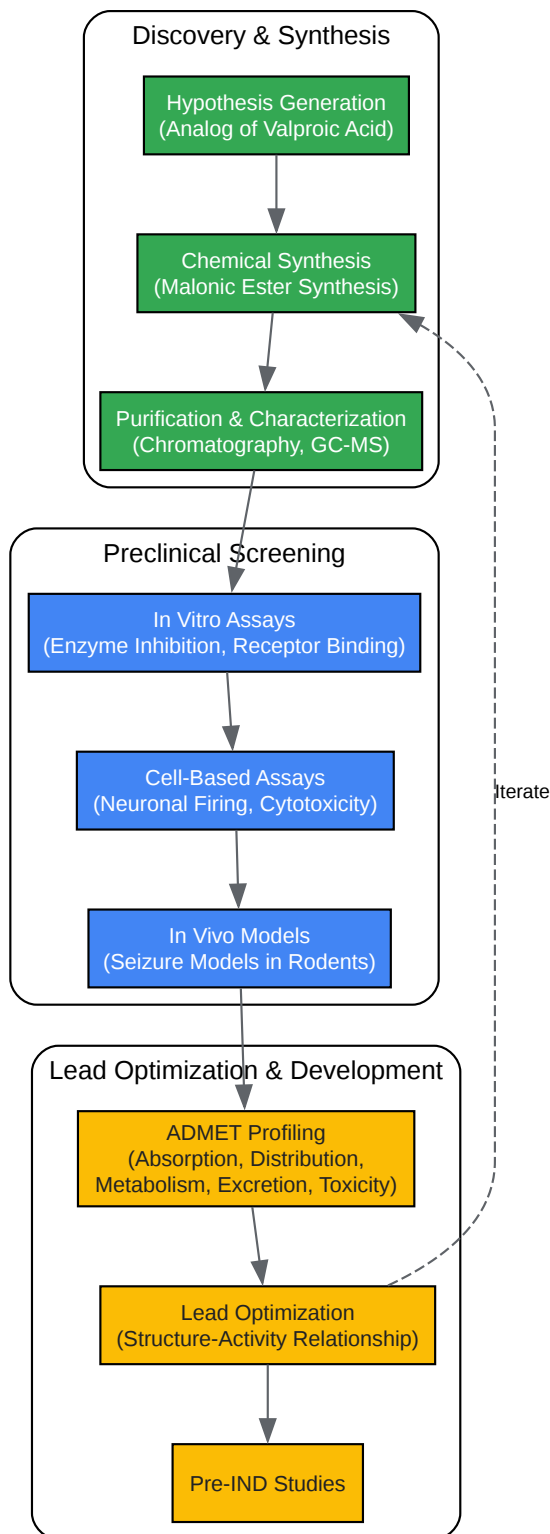 Discovery & Synthesis
Hypothesis Generation
(Analog of Valproic Acid)
Chemical Synthesis
(Malonic Ester Synthesis)
Purification & Characterization
(Chromatography, GC-MS)
Preclinical Screening
In Vitro Assays
(Enzyme Inhibition, Receptor Binding)
Cell-Based Assays
(Neuronal Firing, Cytotoxicity)
Iterate
In Vivo Models
(Seizure Models in Rodents)
Lead Optimization & Development
ADMET Profiling
(Absorption, Distribution,
Metabolism, Excretion, Toxicity)
Lead Optimization
(Structure-Activity Relationship)
Pre-IND Studies